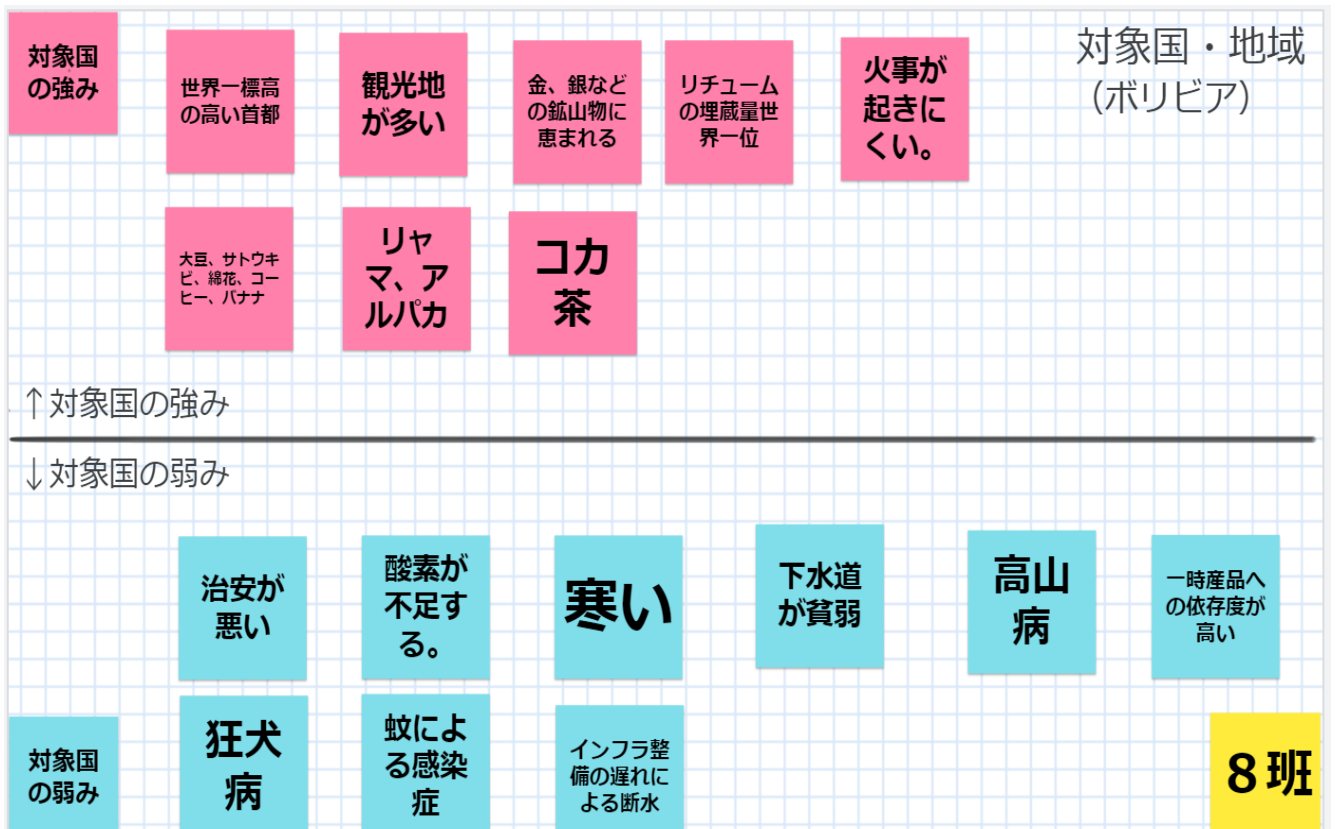 対象国
の強み
世界一標高
の高い首都
観光地
が多い
金、銀など
の鉱山物に
恵まれる
リチューム
の埋蔵量世
界一位
火事が
起きに
くい。
対象国・地域
(ボリビア)
大豆、サトウキ
ビ、綿花、コー
ヒー、バナナ
リャ
マ、ア
ルパカ
コカ
茶
↑対象国の強み
↓対象国の弱み
治安が
悪い
酸素が
不足す
る。
寒い
下水道
が貧弱
高山
病
一時産品へ
の依存度が
高い
対象国
の弱み
狂犬
病
蚊によ
る感染
症
インフラ整
備の遅れに
よる断水
８班